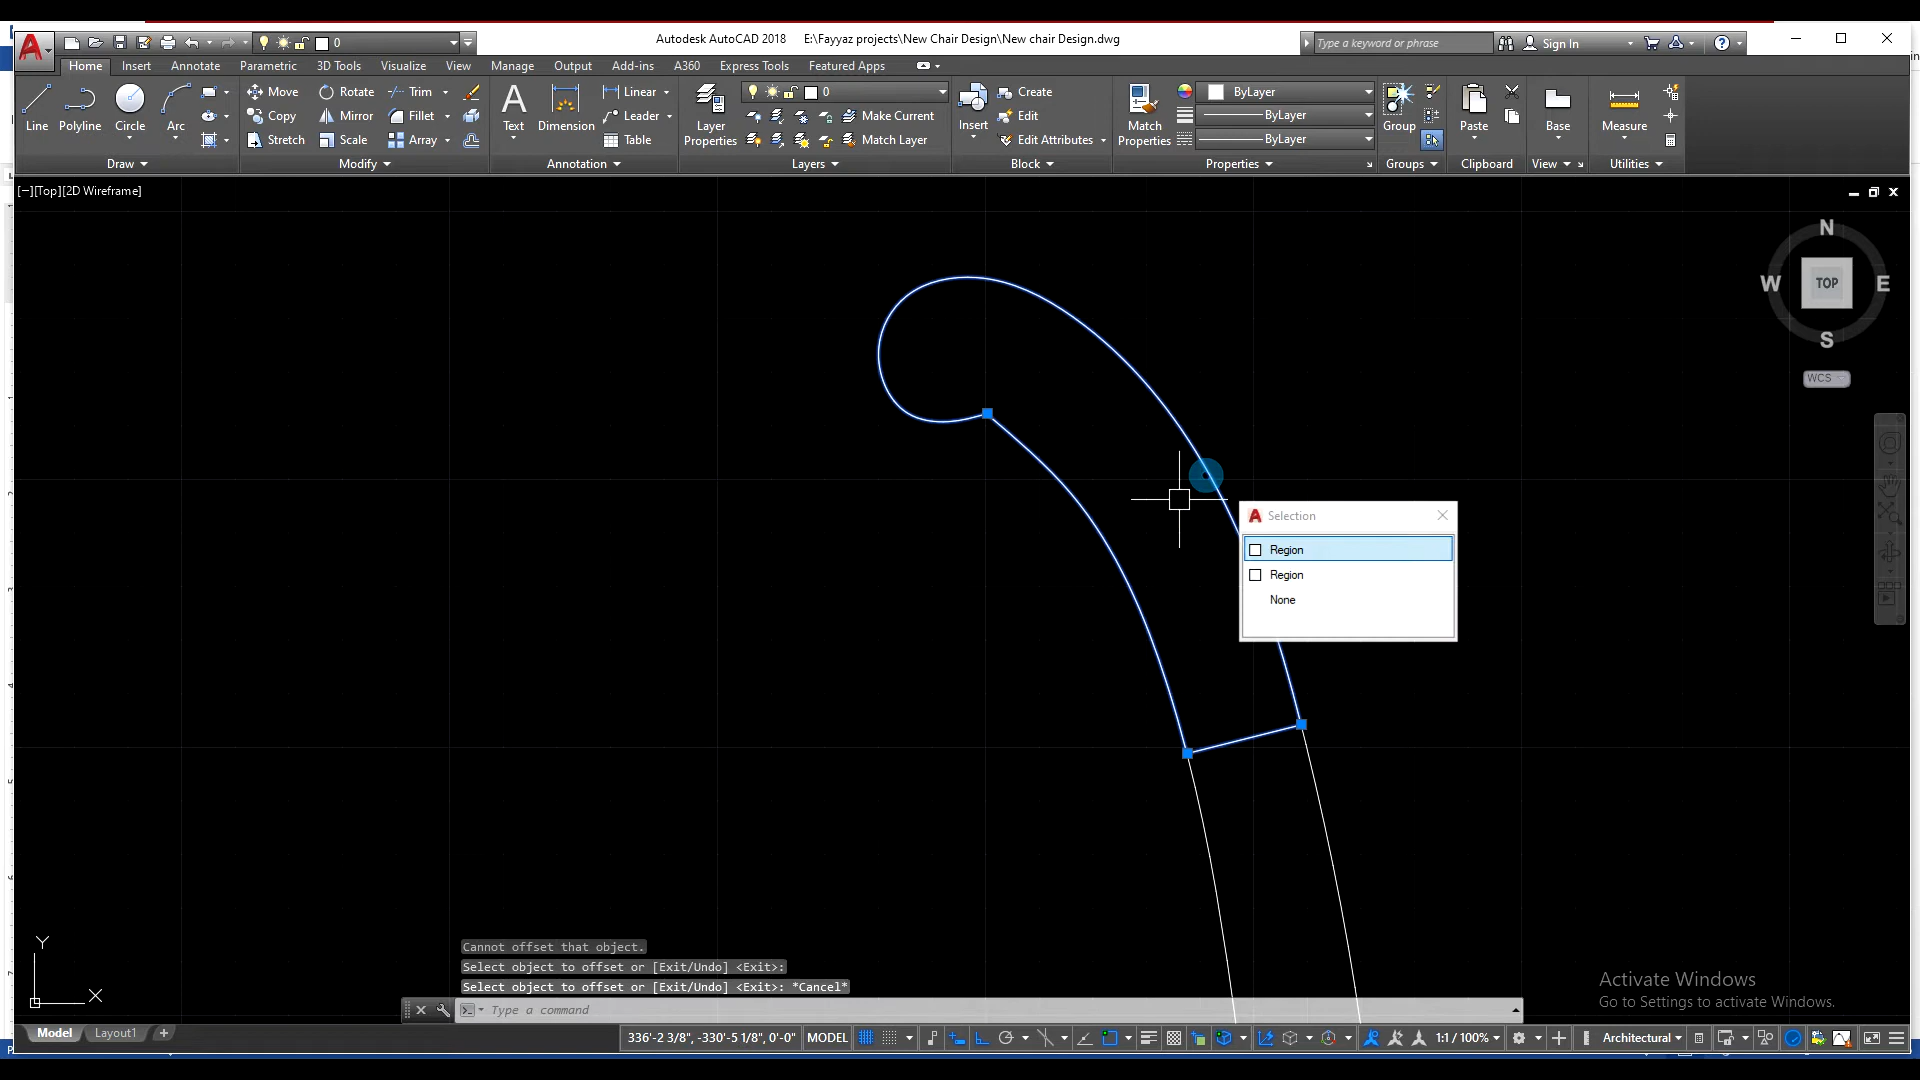 Autodesk AutoCAD 2018 E:\Fayyaz projects\New Chair Design\New chair Design.dwg
0
Type a keyword or phrase
Sign In
Home Insert Annotate Parametric 3D Tools Visualize View Manage Output Add-ins A360 Express Tools Featured Apps
Line
Polyline
Circle
Arc
Draw
Move Rotate Trim
Copy Mirror Fillet
Stretch Scale Array
Modify
Text
Dimension
Linear
Leader
Table
Annotation
Layer
Properties
0
Make Current
Match Layer
Layers
Insert
Create
Edit
Edit Attributes
Block
Match
Properties
ByLayer
ByLayer
ByLayer
Properties
Group
Groups
Paste
Clipboard
Base
View
Measure
Utilities
[−][Top][2D Wireframe]
N
W TOP E
S
WCS
Selection
Region
Region
None
Y
X
Cannot offset that object.
Select object to offset or [Exit/Undo] <Exit>:
Select object to offset or [Exit/Undo] <Exit>: *Cancel*
Type a command
Activate Windows
Go to Settings to activate Windows.
Model Layout1 +
336'-2 3/8", -330'-5 1/8", 0'-0" MODEL 1:1 / 100% Architectural